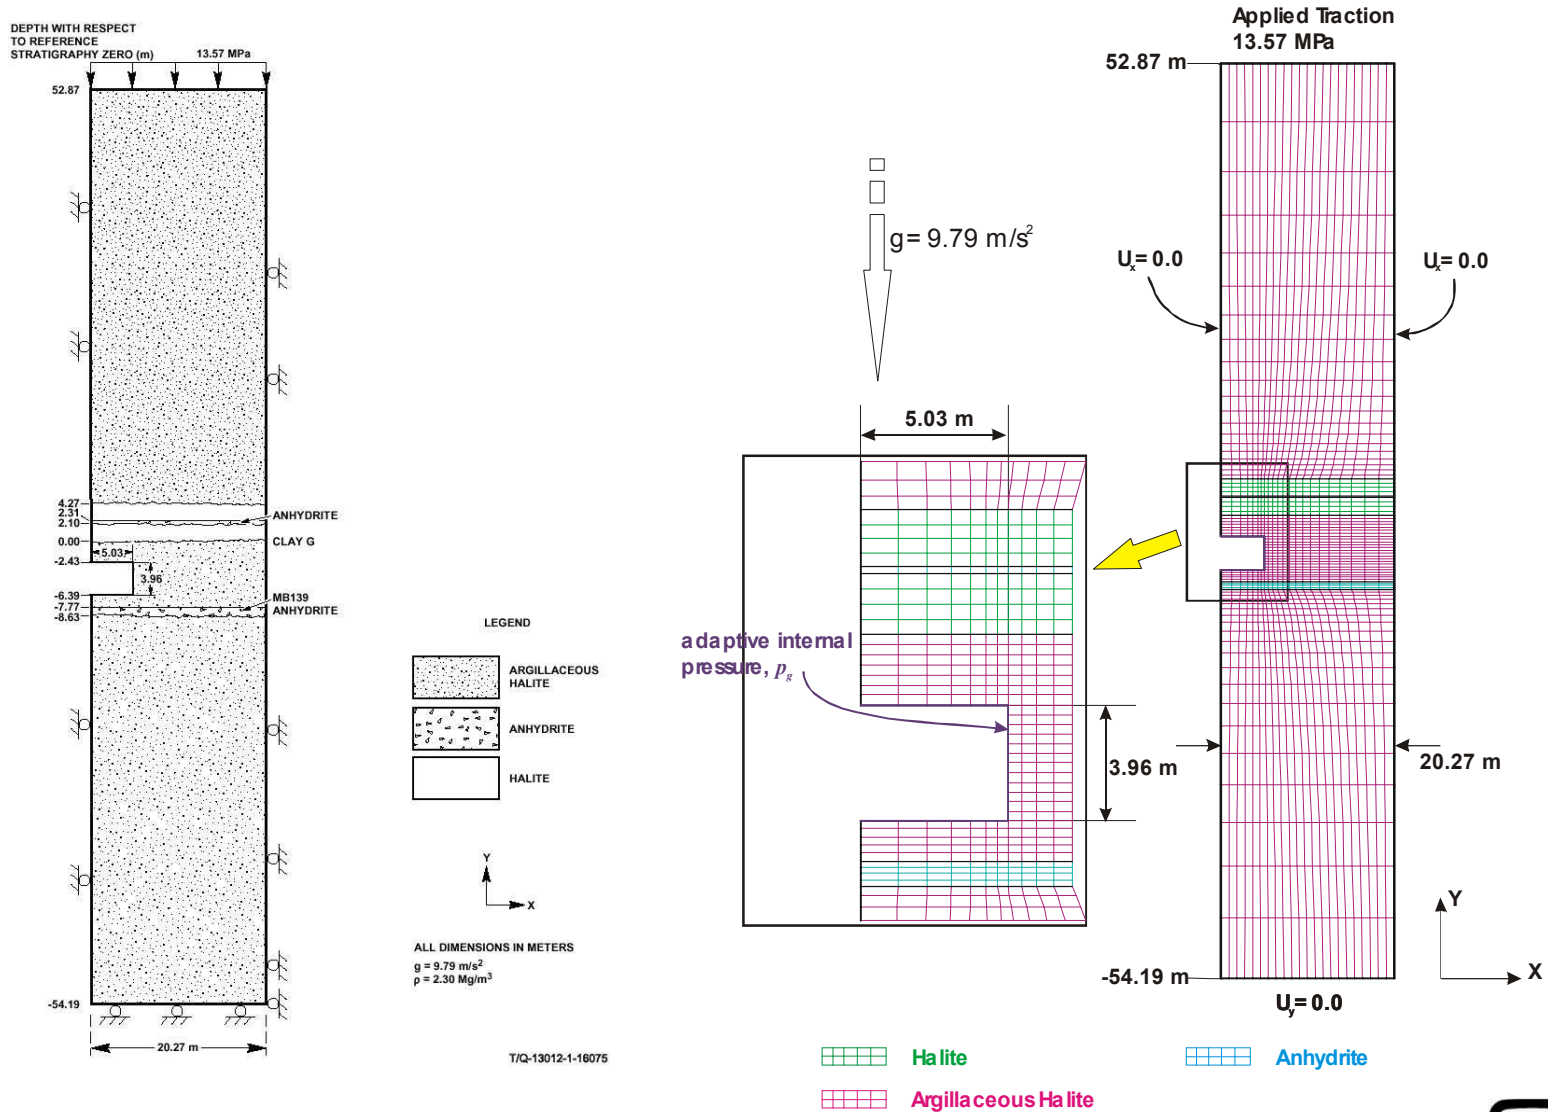 DEPTH WITH RESPECT
TO REFERENCE
STRATIGRAPHY ZERO (m)
13.57 MPa
52.87
4.27
2.31
2.10
0.00
5.03
-2.43
3.96
-6.39
-7.77
-8.63
-54.19
ANHYDRITE
CLAY G
MB139
ANHYDRITE
20.27 m
LEGEND
ARGILLACEOUS
HALITE
ANHYDRITE
HALITE
Y
X
ALL DIMENSIONS IN METERS
g = 9.79 m/s²
ρ = 2.30 Mg/m³
T/Q-13012-1-16075
g= 9.79 m/s²
5.03 m
adaptive internal
pressure, p_g
3.96 m
Applied Traction
13.57 MPa
52.87 m
Uₓ= 0.0
Uₓ= 0.0
20.27 m
-54.19 m
U_y= 0.0
Y
X
Halite
Anhydrite
Argillaceous Halite